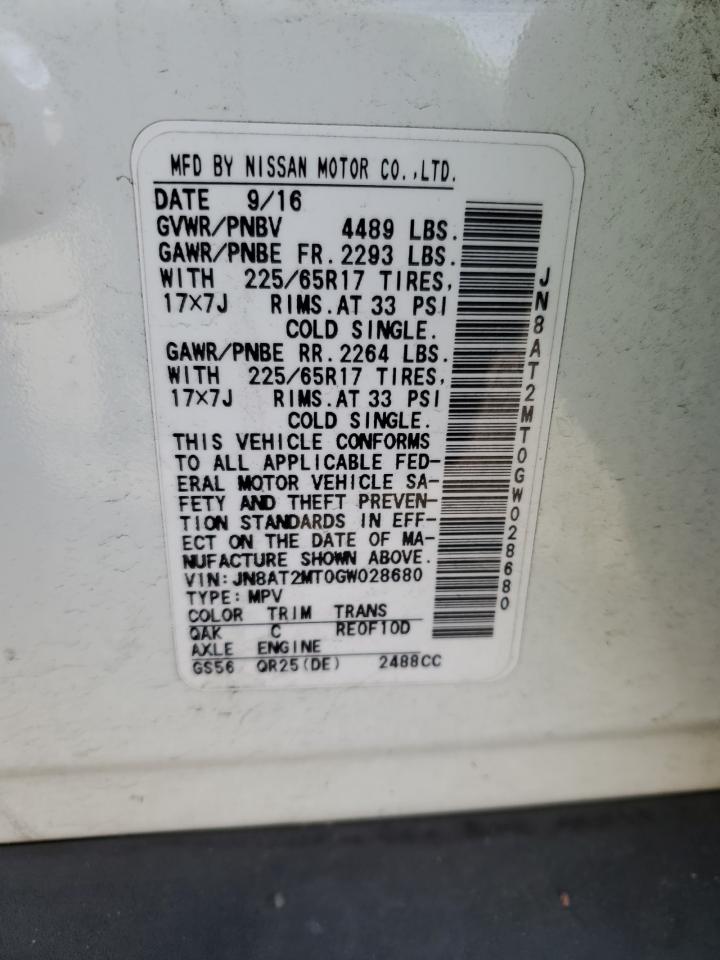 MFD BY NISSAN MOTOR CO.,LTD.
DATE 9/16
GVWR/PNBV 4489 LBS.
GAWR/PNBE FR.2293 LBS.
WITH 225/65R17 TIRES,
17×7J RIMS.AT 33 PSI
COLD SINGLE.
GAWR/PNBE RR.2264 LBS.
WITH 225/65R17 TIRES,
17×7J RIMS.AT 33 PSI
COLD SINGLE.
THIS VEHICLE CONFORMS
TO ALL APPLICABLE FED-
ERAL MOTOR VEHICLE SA-
FETY AND THEFT PREVEN-
TION STANDARDS IN EFF-
ECT ON THE DATE OF MA-
NUFACTURE SHOWN ABOVE.
VIN: JN8AT2MT0GW028680
TYPE: MPV
COLOR TRIM TRANS
QAK C RE0F10D
AXLE ENGINE
GS56 QR25(DE) 2488CC
JN8AT2MT0GW028680